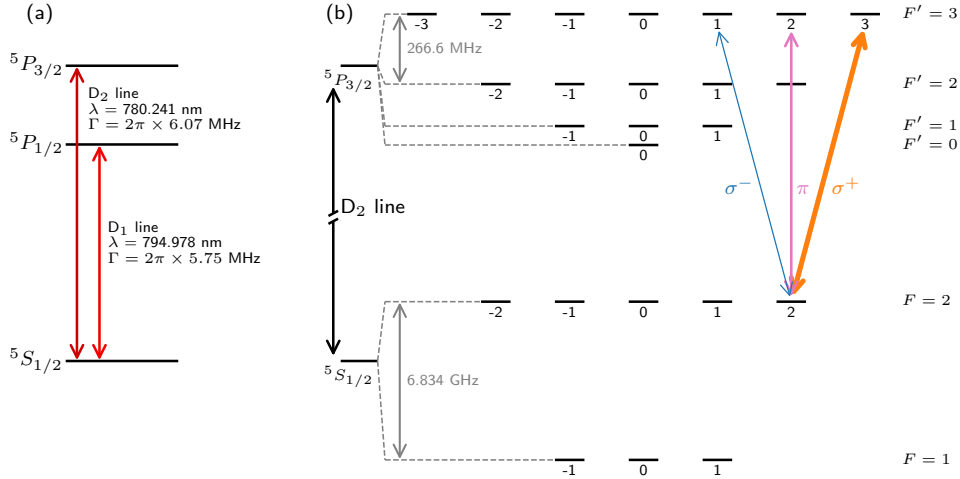 (a)
⁵P₃/₂
D₂ line
λ = 780.241 nm
Γ = 2π × 6.07 MHz
⁵P₁/₂
D₁ line
λ = 794.978 nm
Γ = 2π × 5.75 MHz
⁵S₁/₂
(b)
-3 -2 -1 0 1 2 3 F′ = 3
266.6 MHz
⁵P₃/₂
-2 -1 0 1 2 F′ = 2
-1 0 1 F′ = 1
0 F′ = 0
σ⁻ π σ⁺
D₂ line
-2 -1 0 1 2 F = 2
⁵S₁/₂
6.834 GHz
-1 0 1 F = 1